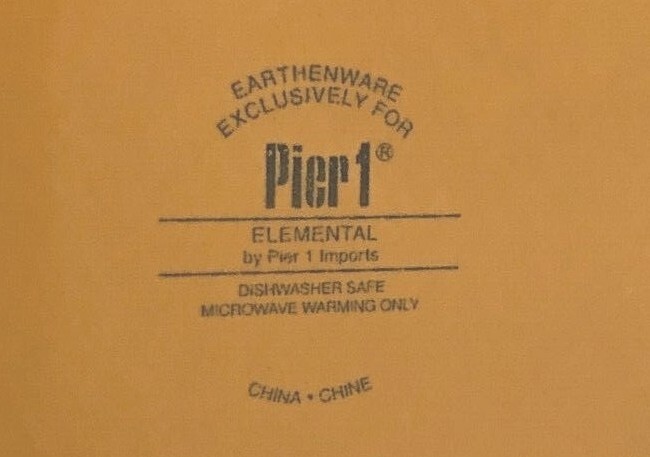 EARTHENWARE
EXCLUSIVELY FOR
Pier 1®
ELEMENTAL
by Pier 1 Imports
DISHWASHER SAFE
MICROWAVE WARMING ONLY
CHINA • CHINE